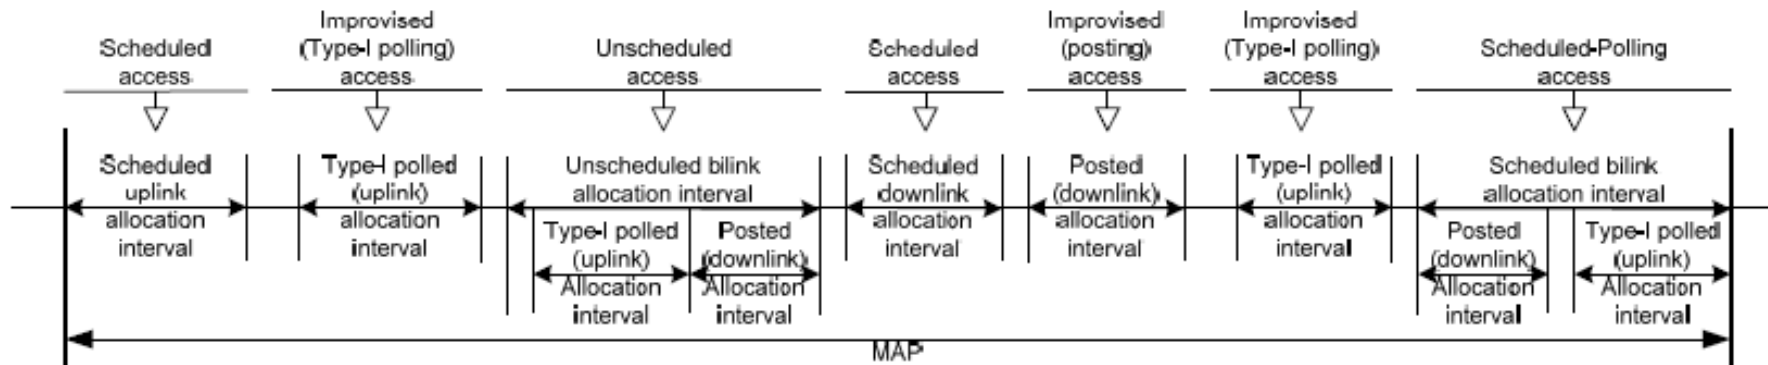 Scheduled
access
Improvised
(Type-I polling)
access
Unscheduled
access
Scheduled
access
Improvised
(posting)
access
Improvised
(Type-I polling)
access
Scheduled-Polling
access
Scheduled
uplink
allocation
interval
Type-I polled
(uplink)
allocation
interval
Unscheduled bilink
allocation interval
Type-I polled
(uplink)
Allocation
interval
Posted
(downlink)
Allocation
interval
Scheduled
downlink
allocation
interval
Posted
(downlink)
allocation
interval
Type-I polled
(uplink)
allocation
interval
Scheduled bilink
allocation interval
Posted
(downlink)
Allocation
interval
Type-I polled
(uplink)
Allocation
interval
MAP